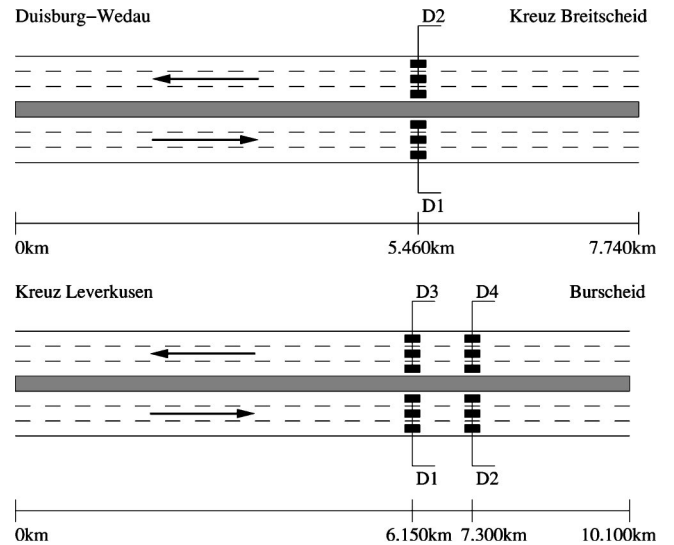 Duisburg–Wedau D2 Kreuz Breitscheid
D1
0km 5.460km 7.740km
Kreuz Leverkusen D3 D4 Burscheid
D1 D2
0km 6.150km 7.300km 10.100km